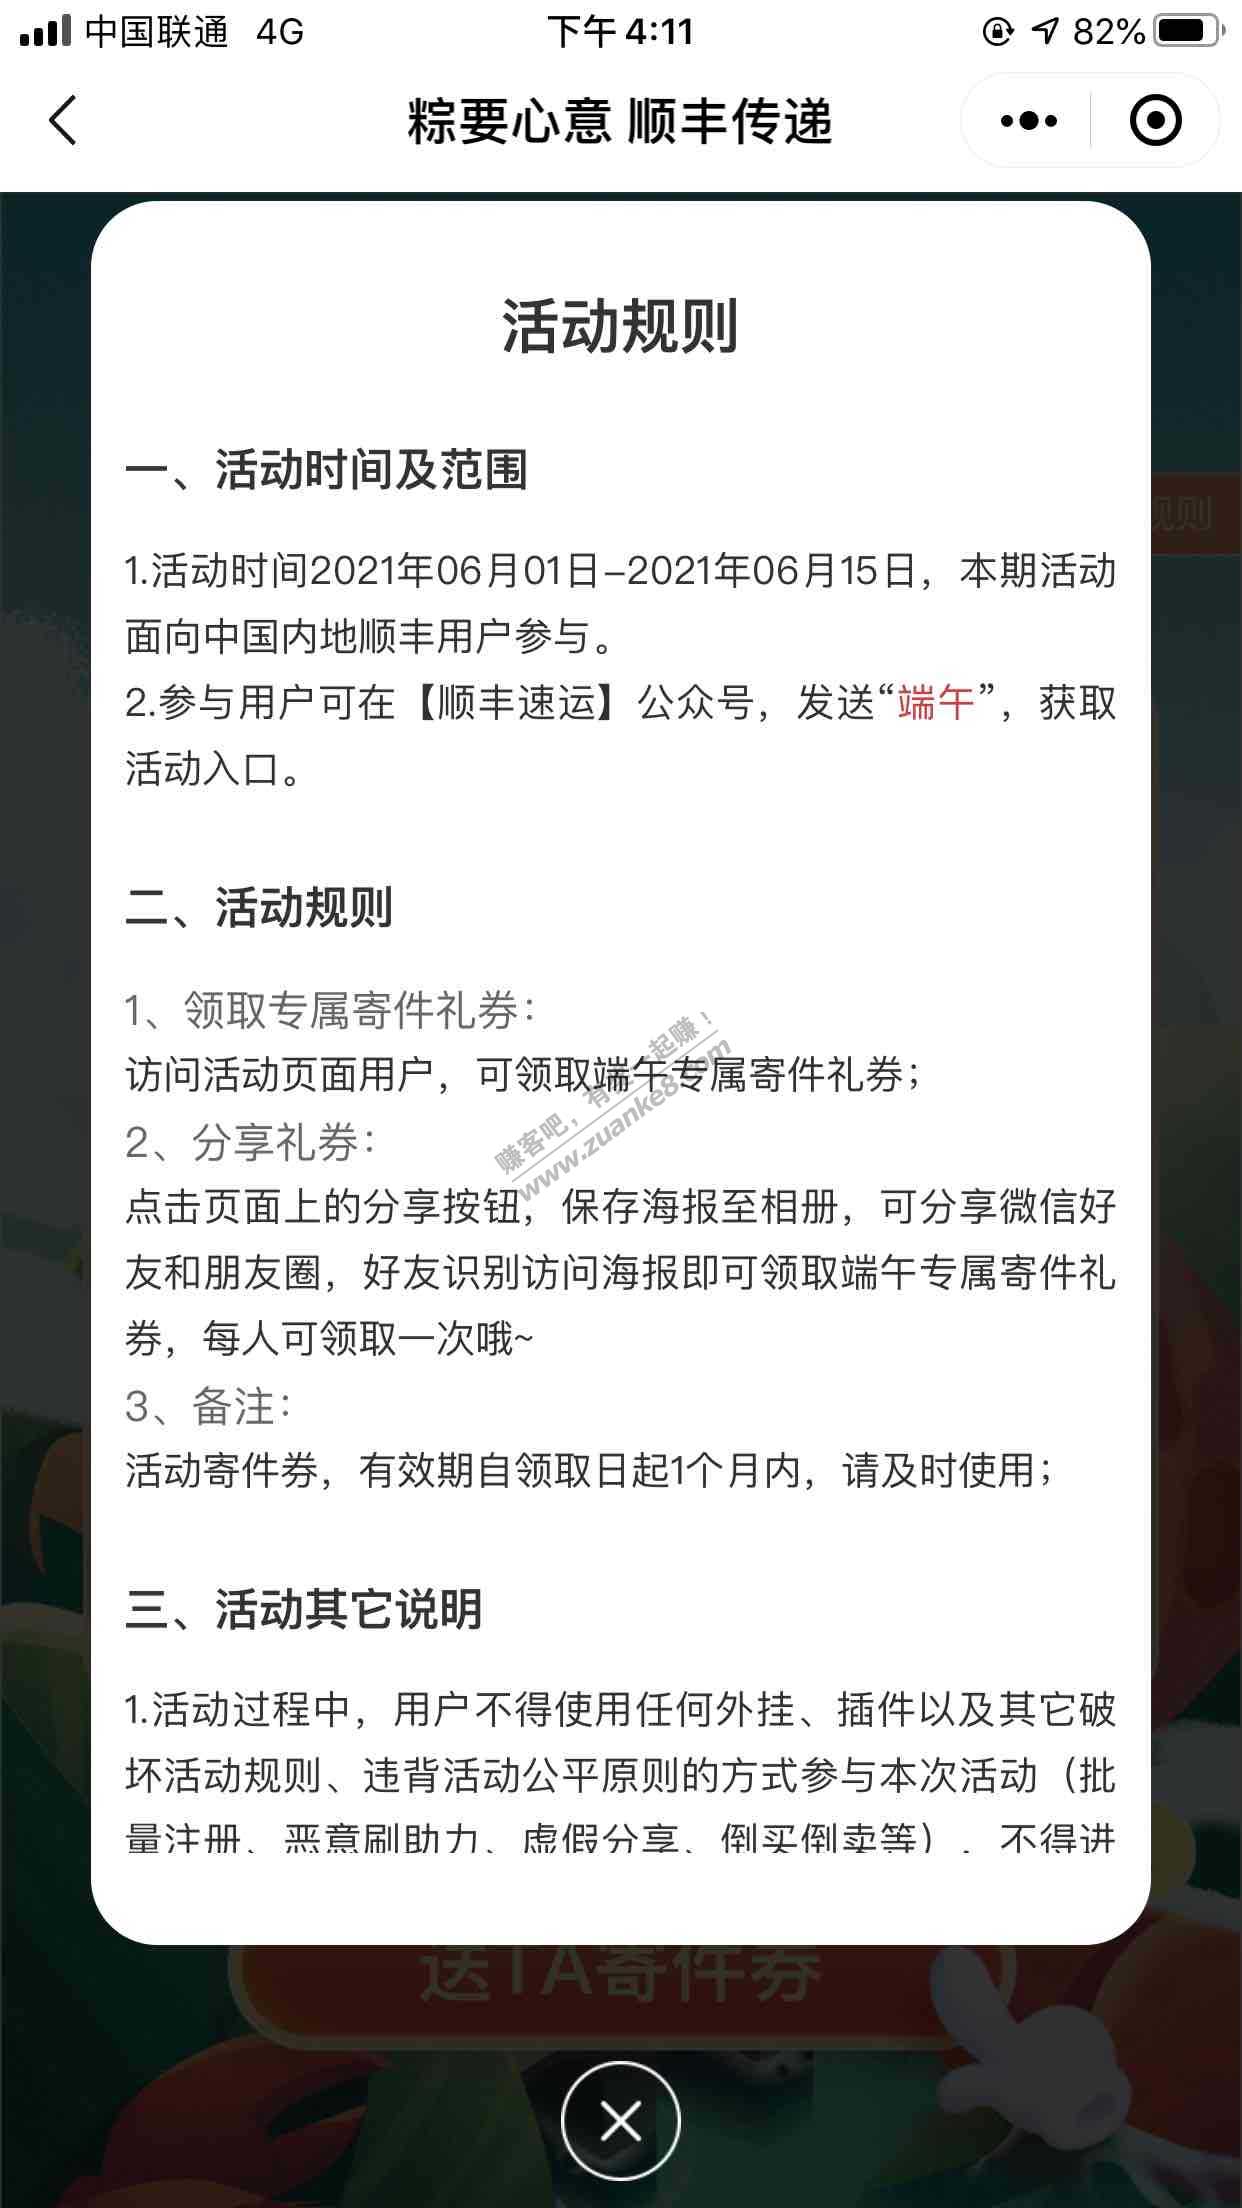 中国联通 4G 下午4:11 82%
粽要心意 顺丰传递
活动规则
一、活动时间及范围
规则
1.活动时间2021年06月01日-2021年06月15日，本期活动
面向中国内地顺丰用户参与。
2.参与用户可在【顺丰速运】公众号，发送“端午”，获取
活动入口。
二、活动规则
1、领取专属寄件礼券：
访问活动页面用户，可领取端午专属寄件礼券；
2、分享礼券：
赚客吧，有奖一起赚！
www.zuanke8.com
点击页面上的分享按钮，保存海报至相册，可分享微信好
友和朋友圈，好友识别访问海报即可领取端午专属寄件礼
券，每人可领取一次哦~
3、备注：
活动寄件券，有效期自领取日起1个月内，请及时使用；
三、活动其它说明
1.活动过程中，用户不得使用任何外挂、插件以及其它破
坏活动规则、违背活动公平原则的方式参与本次活动（批
量注册、恶意刷助力、虚假分享、倒买倒卖等），不得进
送TA寄件券